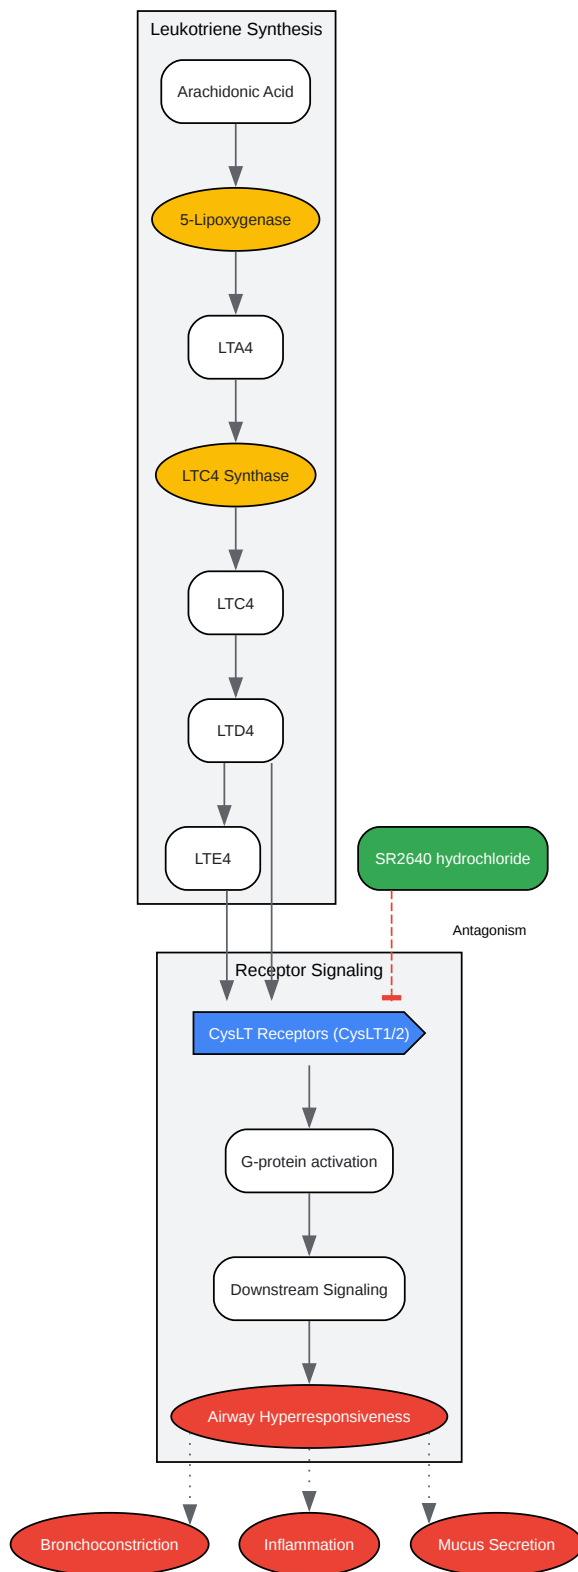 Leukotriene Synthesis
Arachidonic Acid
5-Lipoxygenase
LTA4
LTC4 Synthase
LTC4
LTD4
LTE4
SR2640 hydrochloride
Antagonism
Receptor Signaling
CysLT Receptors (CysLT1/2)
G-protein activation
Downstream Signaling
Airway Hyperresponsiveness
Bronchoconstriction
Inflammation
Mucus Secretion